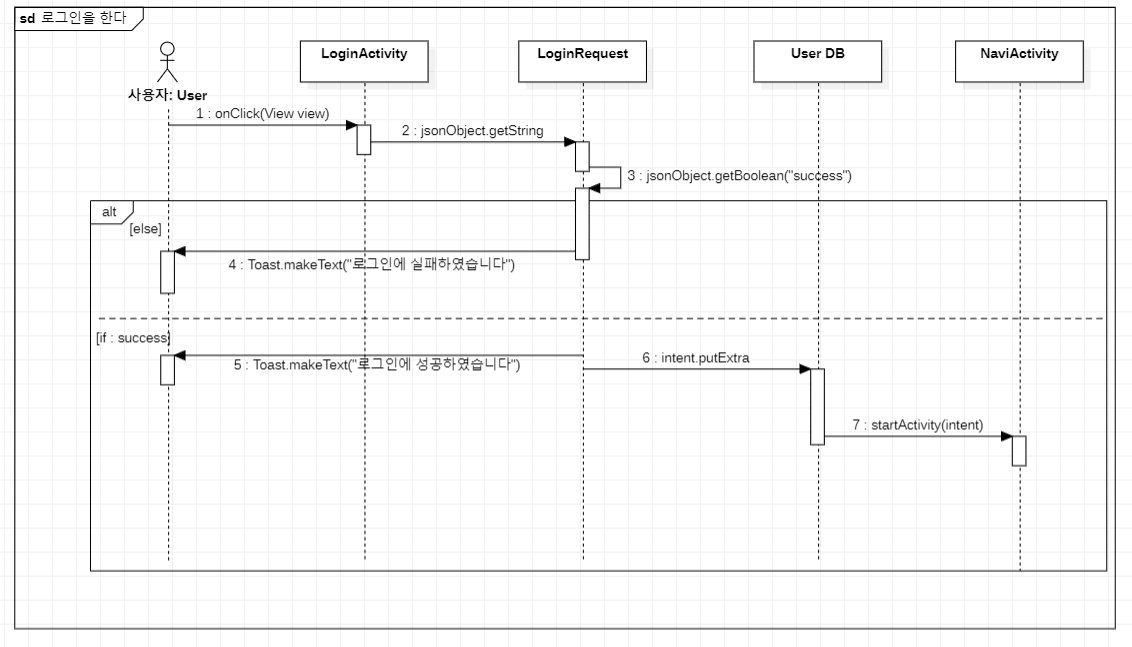 sd 로그인을 한다
LoginActivity
LoginRequest
User DB
NaviActivity
사용자: User
1 : onClick(View view)
2 : jsonObject.getString
3 : jsonObject.getBoolean("success")
alt
[else]
4 : Toast.makeText("로그인에 실패하였습니다")
[if : success]
5 : Toast.makeText("로그인에 성공하였습니다")
6 : intent.putExtra
7 : startActivity(intent)